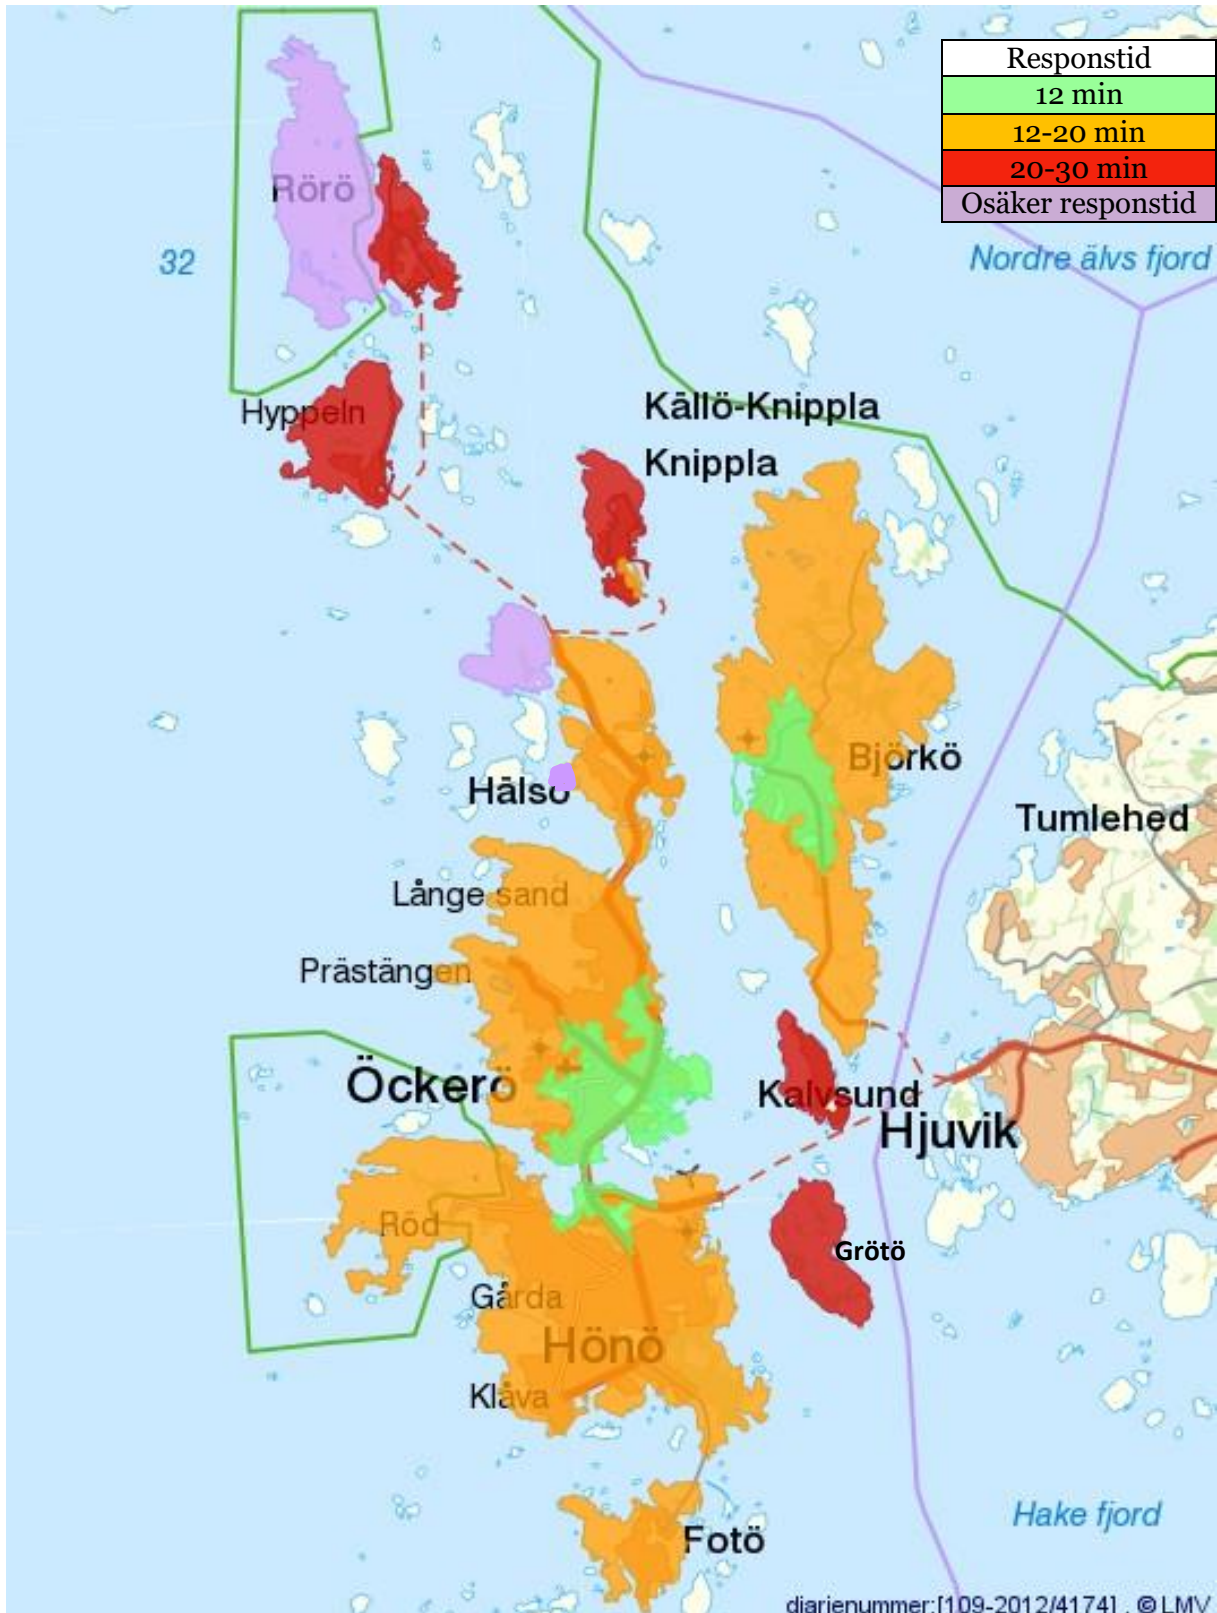 Responstid
12 min
12-20 min
20-30 min
Osäker responstid
Rörö
32
Nordre älvs fjord
Hyppeln
Källö-Knippla
Knippla
Björkö
Hälsö
Tumlehed
Långe sand
Prästängen
Öckerö
Kalvsund
Hjuvik
Röd
Grötö
Gårda
Hönö
Klåva
Hake fjord
Fotö
diarienummer:[109-2012/4174] , © LMV